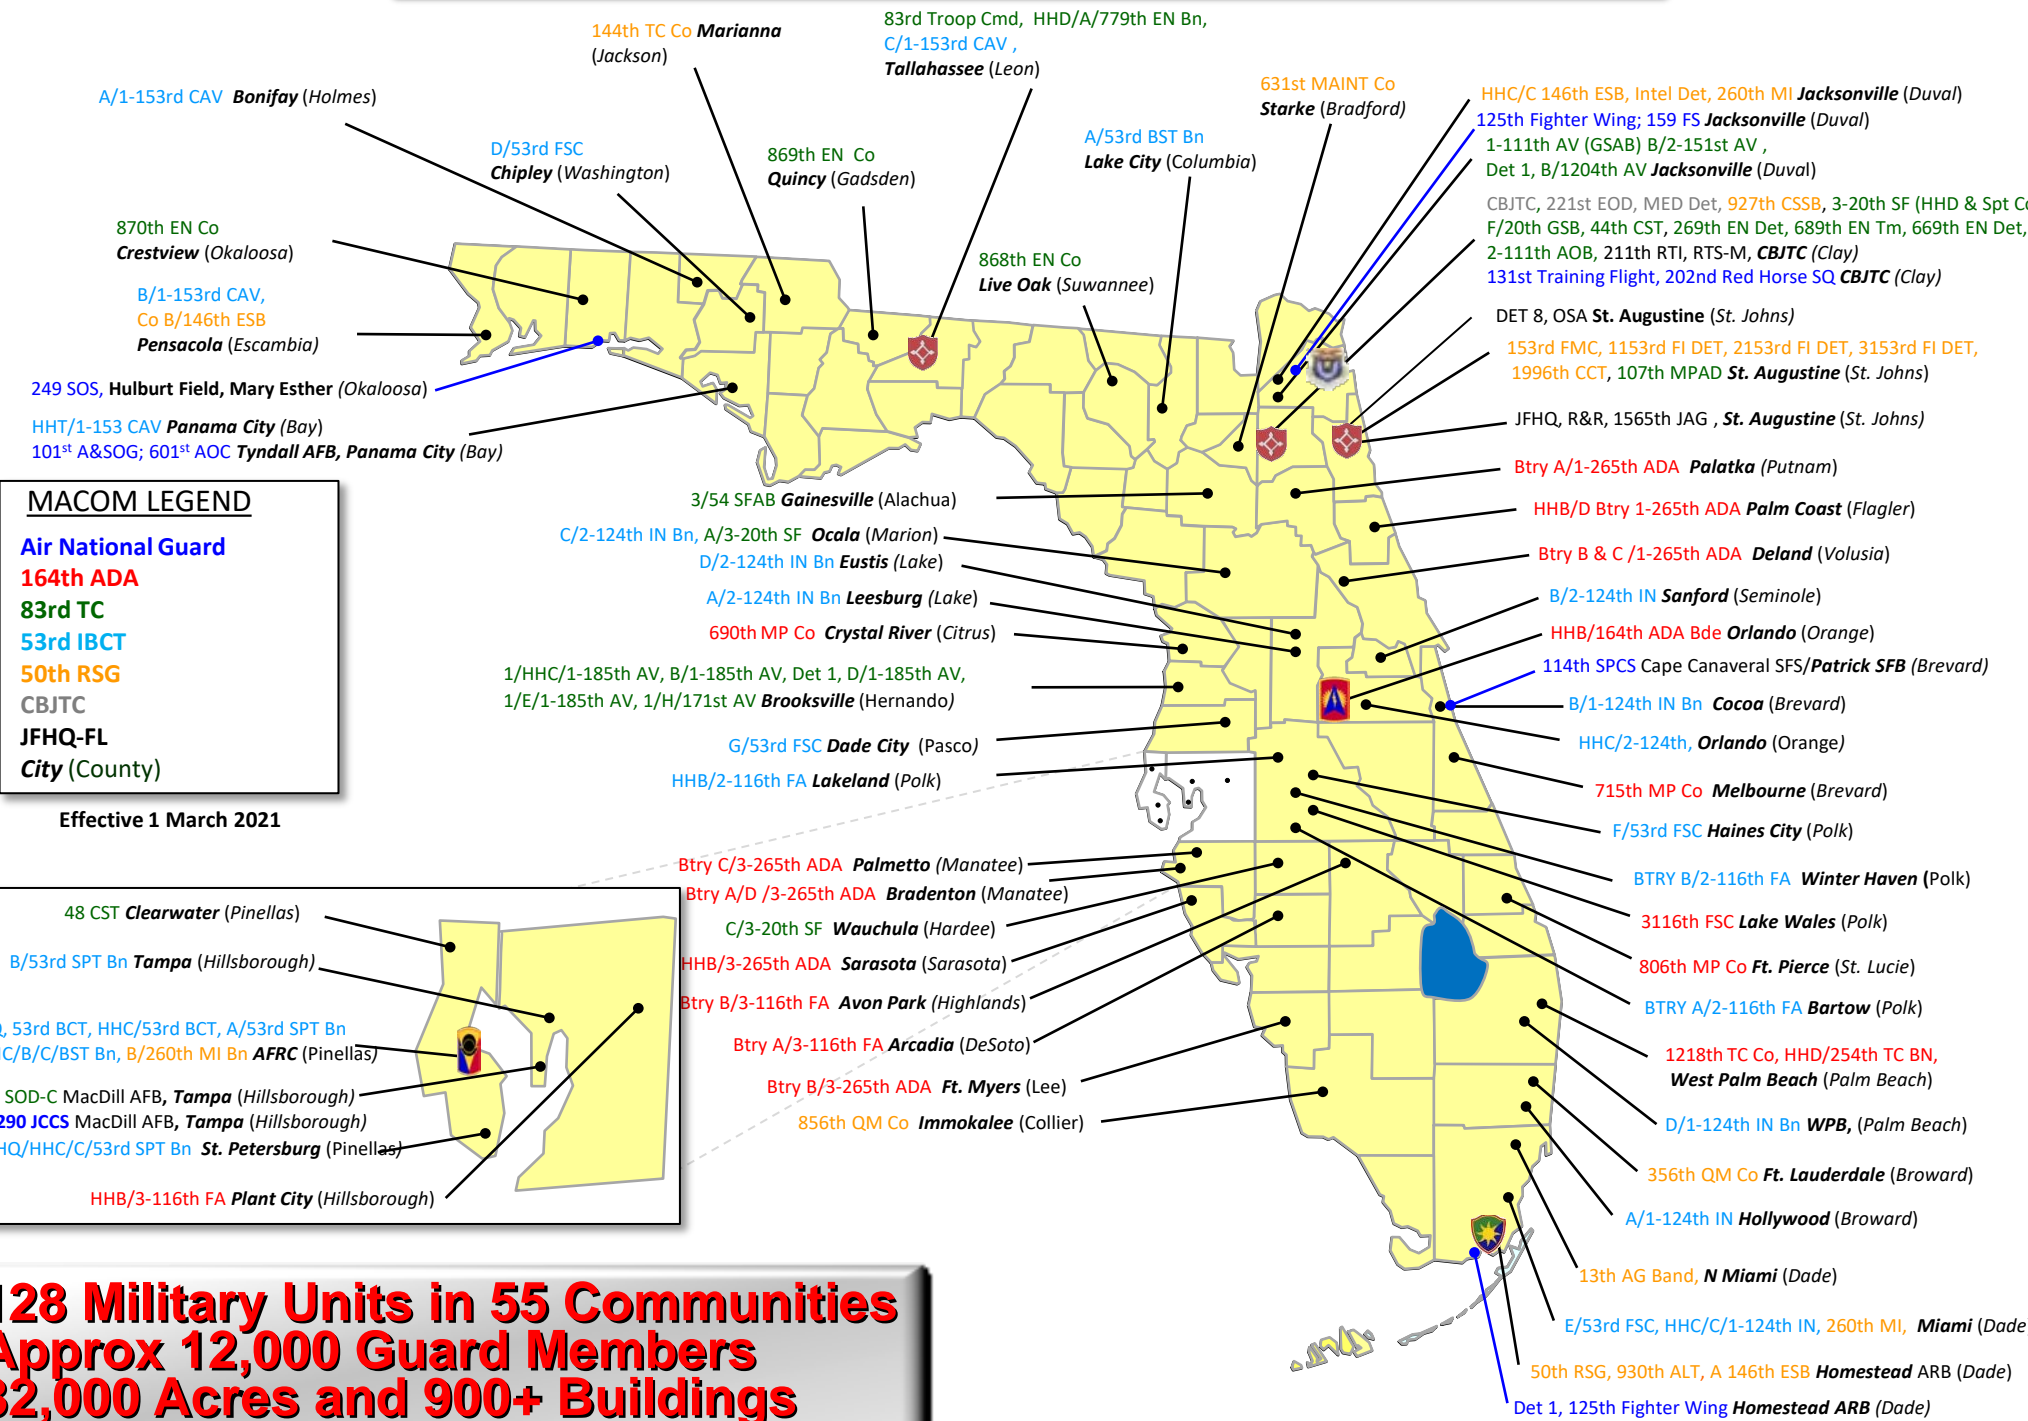 144th TC Co Marianna
(Jackson)
83rd Troop Cmd, HHD/A/779th EN Bn,
C/1-153rd CAV ,
Tallahassee (Leon)
A/1-153rd CAV Bonifay (Holmes)
D/53rd FSC
Chipley (Washington)
869th EN Co
Quincy (Gadsden)
A/53rd BST Bn
Lake City (Columbia)
631st MAINT Co
Starke (Bradford)
HHC/C 146th ESB, Intel Det, 260th MI Jacksonville (Duval)
125th Fighter Wing; 159 FS Jacksonville (Duval)
1-111th AV (GSAB) B/2-151st AV ,
Det 1, B/1204th AV Jacksonville (Duval)
CBJTC, 221st EOD, MED Det, 927th CSSB, 3-20th SF (HHD & Spt Co
F/20th GSB, 44th CST, 269th EN Det, 689th EN Tm, 669th EN Det,
2-111th AOB, 211th RTI, RTS-M, CBJTC (Clay)
131st Training Flight, 202nd Red Horse SQ CBJTC (Clay)
870th EN Co
Crestview (Okaloosa)
868th EN Co
Live Oak (Suwannee)
B/1-153rd CAV,
Co B/146th ESB
Pensacola (Escambia)
DET 8, OSA St. Augustine (St. Johns)
153rd FMC, 1153rd FI DET, 2153rd FI DET, 3153rd FI DET,
1996th CCT, 107th MPAD St. Augustine (St. Johns)
249 SOS, Hulburt Field, Mary Esther (Okaloosa)
HHT/1-153 CAV Panama City (Bay)
101st A&SOG; 601st AOC Tyndall AFB, Panama City (Bay)
JFHQ, R&R, 1565th JAG , St. Augustine (St. Johns)
MACOM LEGEND
Air National Guard
164th ADA
83rd TC
53rd IBCT
50th RSG
CBJTC
JFHQ-FL
City (County)
Effective 1 March 2021
3/54 SFAB Gainesville (Alachua)
C/2-124th IN Bn, A/3-20th SF Ocala (Marion)
D/2-124th IN Bn Eustis (Lake)
A/2-124th IN Bn Leesburg (Lake)
690th MP Co Crystal River (Citrus)
1/HHC/1-185th AV, B/1-185th AV, Det 1, D/1-185th AV,
1/E/1-185th AV, 1/H/171st AV Brooksville (Hernando)
G/53rd FSC Dade City (Pasco)
HHB/2-116th FA Lakeland (Polk)
Btry A/1-265th ADA Palatka (Putnam)
HHB/D Btry 1-265th ADA Palm Coast (Flagler)
Btry B & C /1-265th ADA Deland (Volusia)
B/2-124th IN Sanford (Seminole)
HHB/164th ADA Bde Orlando (Orange)
114th SPCS Cape Canaveral SFS/Patrick SFB (Brevard)
B/1-124th IN Bn Cocoa (Brevard)
HHC/2-124th, Orlando (Orange)
715th MP Co Melbourne (Brevard)
F/53rd FSC Haines City (Polk)
BTRY B/2-116th FA Winter Haven (Polk)
3116th FSC Lake Wales (Polk)
806th MP Co Ft. Pierce (St. Lucie)
BTRY A/2-116th FA Bartow (Polk)
1218th TC Co, HHD/254th TC BN,
West Palm Beach (Palm Beach)
D/1-124th IN Bn WPB, (Palm Beach)
356th QM Co Ft. Lauderdale (Broward)
A/1-124th IN Hollywood (Broward)
13th AG Band, N Miami (Dade)
E/53rd FSC, HHC/C/1-124th IN, 260th MI, Miami (Dade
50th RSG, 930th ALT, A 146th ESB Homestead ARB (Dade)
Det 1, 125th Fighter Wing Homestead ARB (Dade)
Btry C/3-265th ADA Palmetto (Manatee)
Btry A/D /3-265th ADA Bradenton (Manatee)
C/3-20th SF Wauchula (Hardee)
HHB/3-265th ADA Sarasota (Sarasota)
Btry B/3-116th FA Avon Park (Highlands)
Btry A/3-116th FA Arcadia (DeSoto)
Btry B/3-265th ADA Ft. Myers (Lee)
856th QM Co Immokalee (Collier)
48 CST Clearwater (Pinellas)
B/53rd SPT Bn Tampa (Hillsborough)
, 53rd BCT, HHC/53rd BCT, A/53rd SPT Bn
C/B/C/BST Bn, B/260th MI Bn AFRC (Pinellas)
SOD-C MacDill AFB, Tampa (Hillsborough)
290 JCCS MacDill AFB, Tampa (Hillsborough)
HQ/HHC/C/53rd SPT Bn St. Petersburg (Pinellas)
HHB/3-116th FA Plant City (Hillsborough)
128 Military Units in 55 Communities
Approx 12,000 Guard Members
82,000 Acres and 900+ Buildings